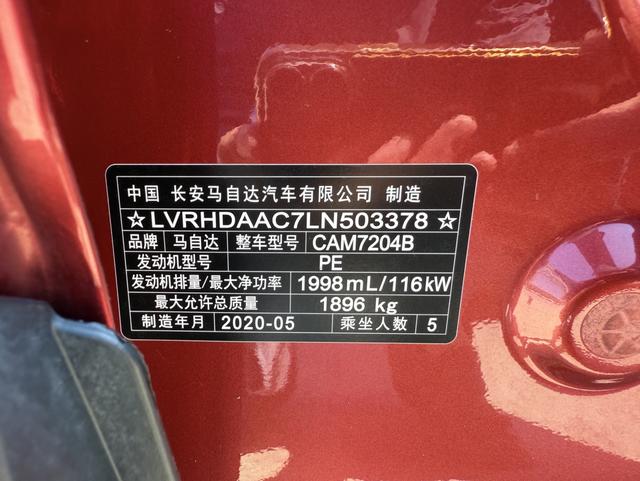 中国 长安马自达汽车有限公司 制造
☆LVRHDAAC7LN503378☆
品牌 马自达 整车型号 CAM7204B
发动机型号 PE
发动机排量/最大净功率 1998mL/116kW
最大允许总质量 1896 kg
制造年月 2020-05 乘坐人数 5